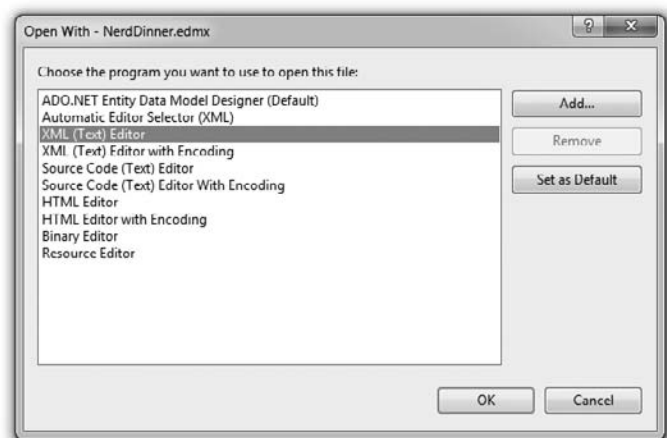 Open With - NerdDinner.edmx
Choose the program you want to use to open this file:
ADO.NET Entity Data Model Designer (Default)
Automatic Editor Selector (XML)
XML (Text) Editor
XML (Text) Editor with Encoding
Source Code (Text) Editor
Source Code (Text) Editor With Encoding
HTML Editor
HTML Editor with Encoding
Binary Editor
Resource Editor
Add...
Remove
Set as Default
OK
Cancel